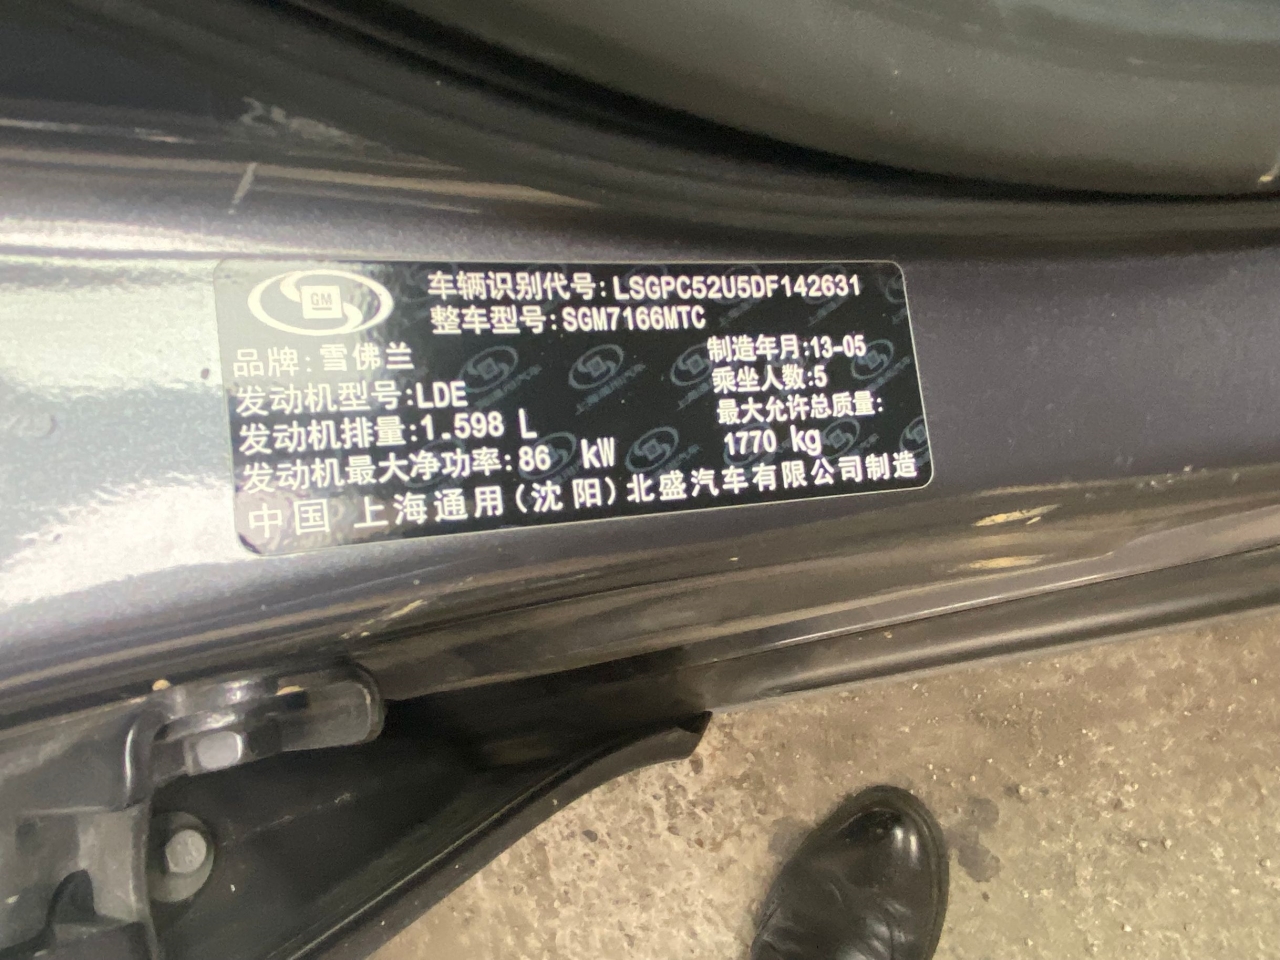 GM
车辆识别代号:LSGPC52U5DF142631
整车型号:SGM7166MTC
品牌:雪佛兰
制造年月:13-05
发动机型号:LDE
乘坐人数:5
发动机排量:1.598 L
最大允许总质量:
1770 kg
发动机最大净功率:86 kW
中国 上海通用(沈阳)北盛汽车有限公司制造